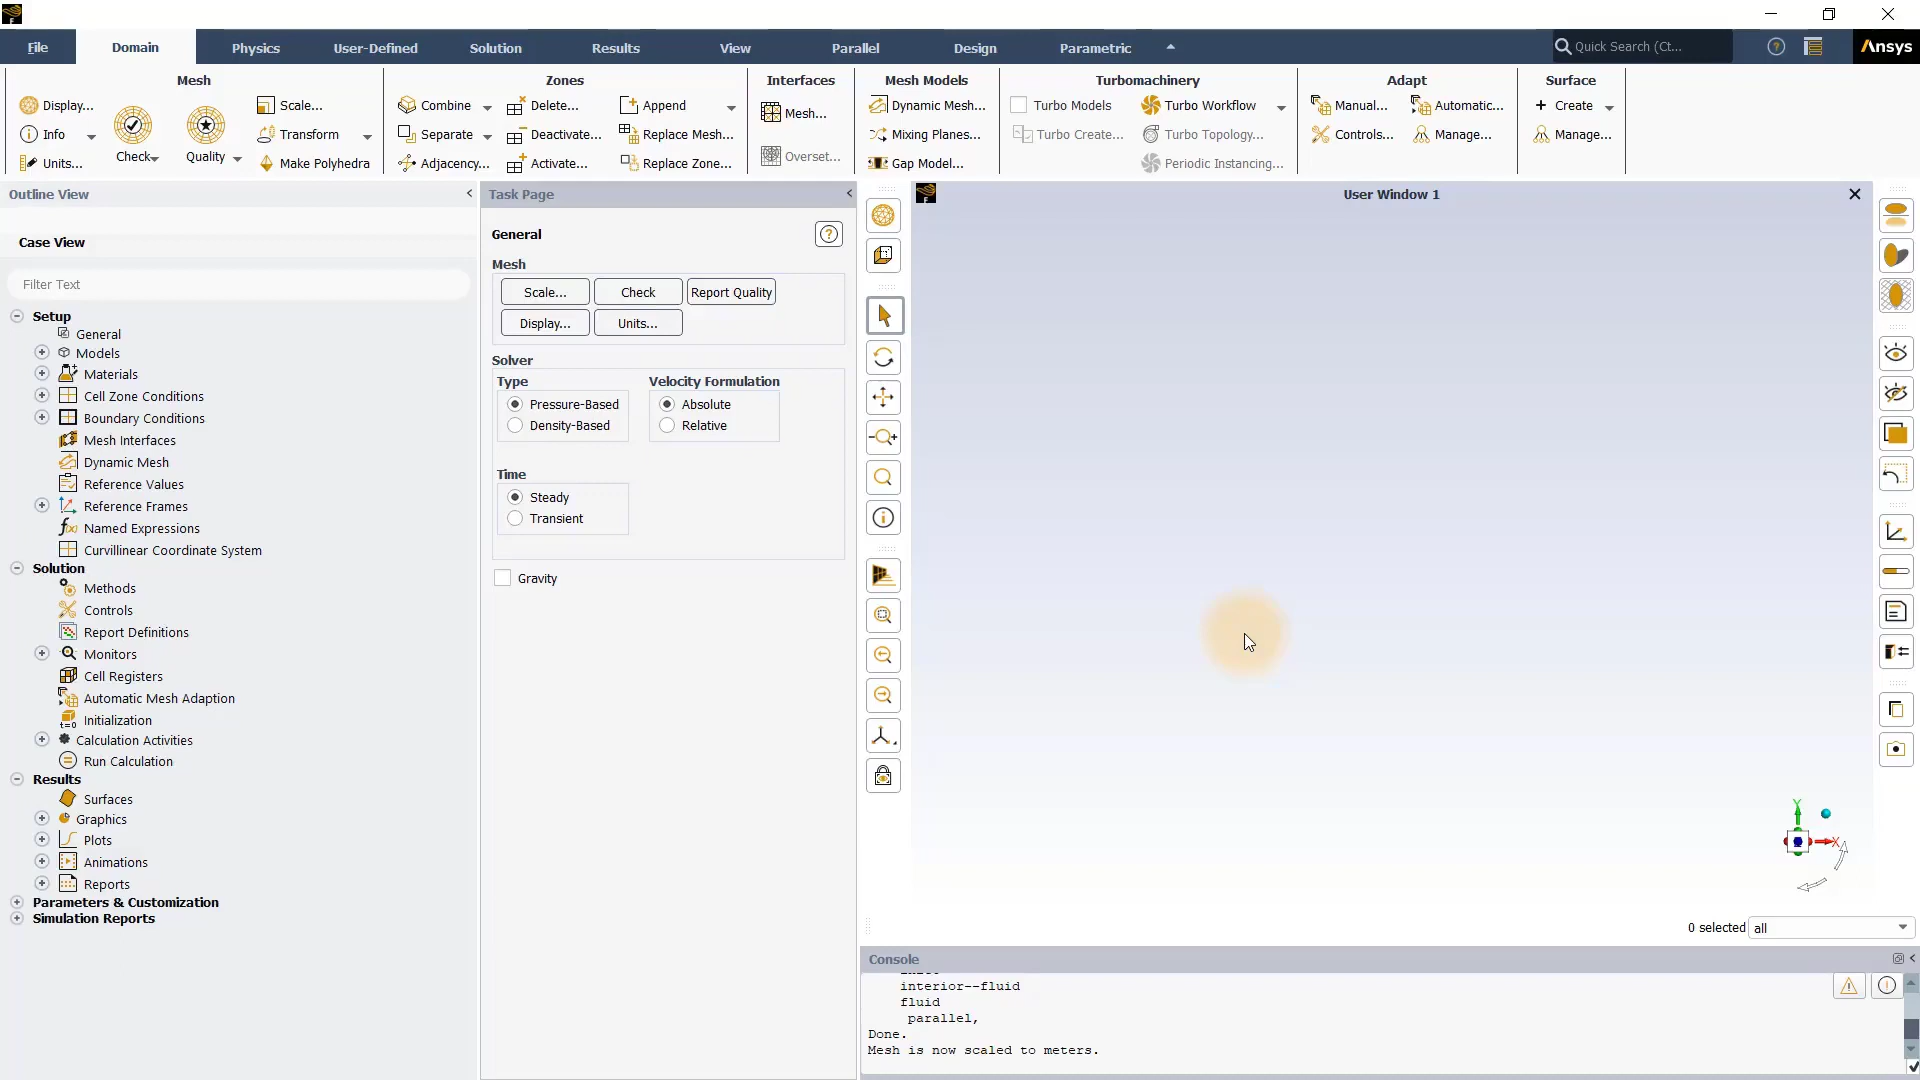 File
Domain
Physics
User-Defined
Solution
Results
View
Parallel
Design
Parametric
Quick Search (Ct...
Ansys
Mesh
Display...
Info
Units...
Check
Quality
Scale...
Transform
Make Polyhedra
Zones
Combine
Separate
Adjacency...
Delete...
Deactivate...
Activate...
Append
Replace Mesh...
Replace Zone...
Interfaces
Mesh...
Overset...
Mesh Models
Dynamic Mesh...
Mixing Planes...
Gap Model...
Turbomachinery
Turbo Models
Turbo Create...
Turbo Workflow
Turbo Topology...
Periodic Instancing...
Adapt
Manual...
Controls...
Automatic...
Manage...
Surface
Create
Manage...
Outline View
Case View
Filter Text
Setup
General
Models
Materials
Cell Zone Conditions
Boundary Conditions
Mesh Interfaces
Dynamic Mesh
Reference Values
Reference Frames
Named Expressions
Curvillinear Coordinate System
Solution
Methods
Controls
Report Definitions
Monitors
Cell Registers
Automatic Mesh Adaption
Initialization
Calculation Activities
Run Calculation
Results
Surfaces
Graphics
Plots
Animations
Reports
Parameters & Customization
Simulation Reports
Task Page
General
Mesh
Scale...
Check
Report Quality
Display...
Units...
Solver
Type
Pressure-Based
Density-Based
Velocity Formulation
Absolute
Relative
Time
Steady
Transient
Gravity
User Window 1
Y
X
0 selected
all
Console
interior--fluid
fluid
parallel,
Done.
Mesh is now scaled to meters.